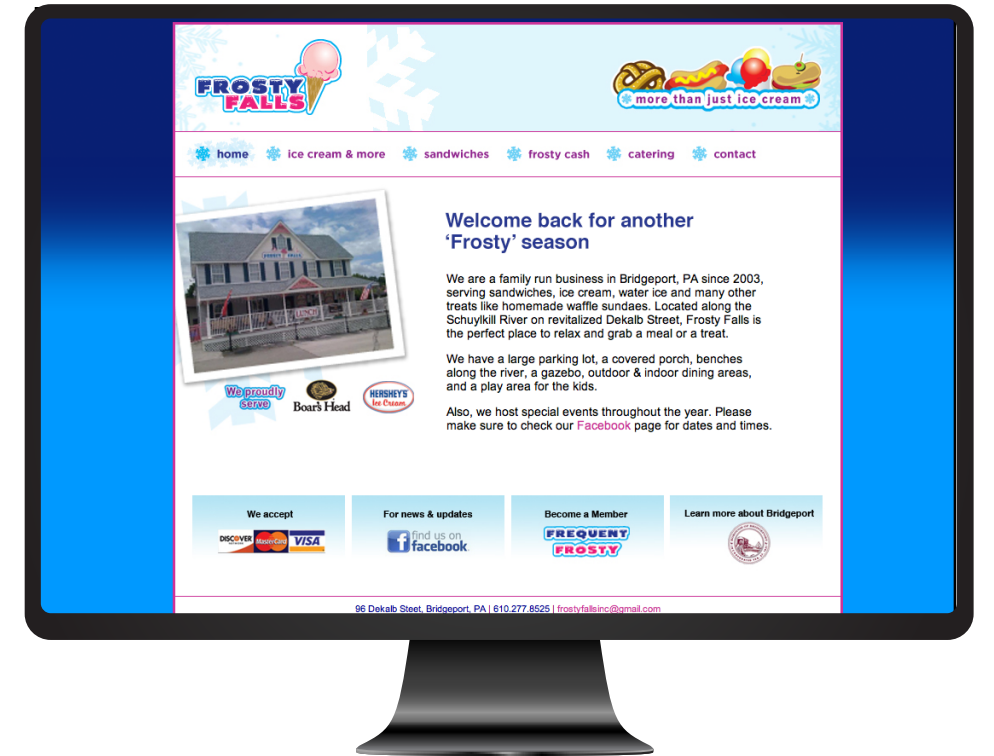 FROSTY
FALLS
more than just ice cream
home ice cream & more sandwiches frosty cash catering contact
FROSTY FALLS
LUNCH
Welcome back for another
‘Frosty’ season
We are a family run business in Bridgeport, PA since 2003,
serving sandwiches, ice cream, water ice and many other
treats like homemade waffle sundaes. Located along the
Schuylkill River on revitalized Dekalb Street, Frosty Falls is
the perfect place to relax and grab a meal or a treat.
We have a large parking lot, a covered porch, benches
along the river, a gazebo, outdoor & indoor dining areas,
and a play area for the kids.
Also, we host special events throughout the year. Please
make sure to check our Facebook page for dates and times.
We proudly
serve
Boar's Head
HERSHEY'S
Ice Cream
We accept
DISCOVER
NETWORK
MasterCard
VISA
For news & updates
find us on
facebook
Become a Member
FREQUENT
FROSTY
Learn more about Bridgeport
96 Dekalb Steet, Bridgeport, PA | 610.277.8525 | frostyfallsinc@gmail.com